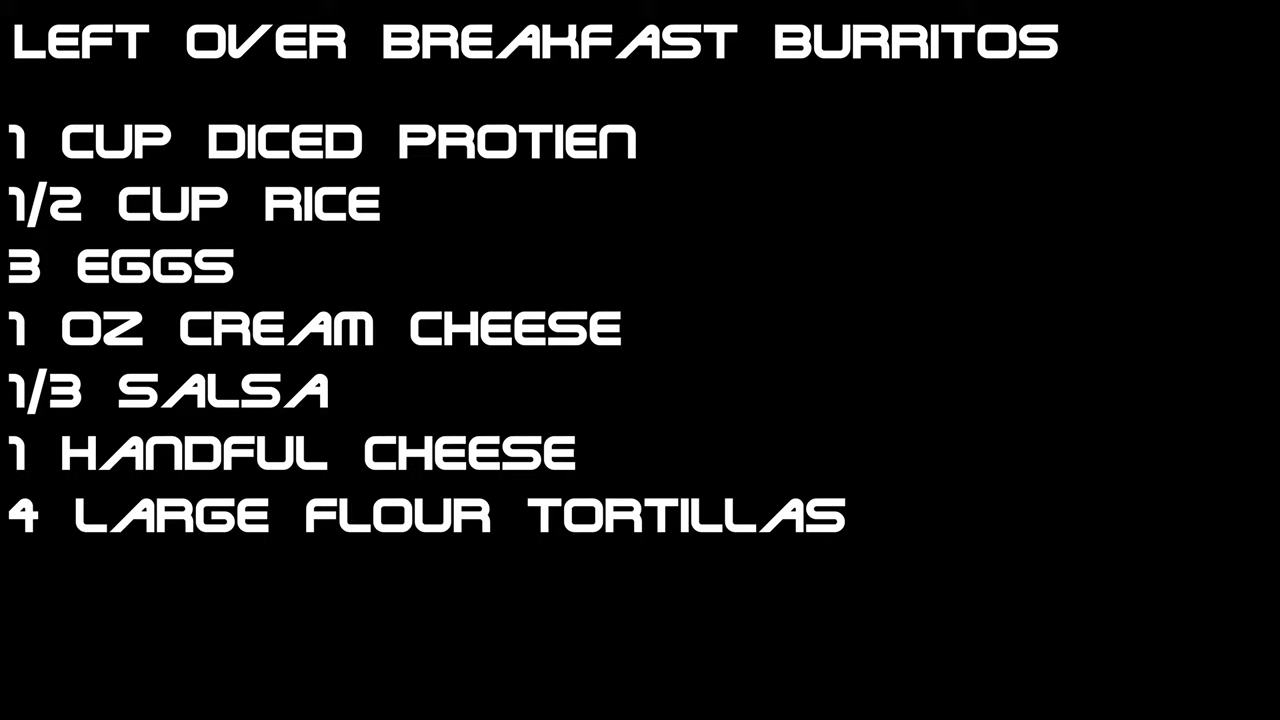 LEFT OVER BREAKFAST BURRITOS
1 CUP DICED PROTIEN
1/2 CUP RICE
3 EGGS
1 OZ CREAM CHEESE
1/3 SALSA
1 HANDFUL CHEESE
4 LARGE FLOUR TORTILLAS